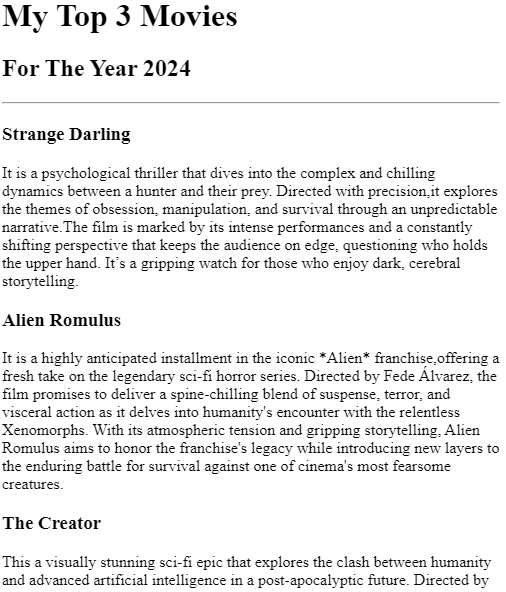 My Top 3 Movies
For The Year 2024
Strange Darling
It is a psychological thriller that dives into the complex and chilling
dynamics between a hunter and their prey. Directed with precision,it explores
the themes of obsession, manipulation, and survival through an unpredictable
narrative.The film is marked by its intense performances and a constantly
shifting perspective that keeps the audience on edge, questioning who holds
the upper hand. It’s a gripping watch for those who enjoy dark, cerebral
storytelling.
Alien Romulus
It is a highly anticipated installment in the iconic *Alien* franchise,offering a
fresh take on the legendary sci-fi horror series. Directed by Fede Álvarez, the
film promises to deliver a spine-chilling blend of suspense, terror, and
visceral action as it delves into humanity's encounter with the relentless
Xenomorphs. With its atmospheric tension and gripping storytelling, Alien
Romulus aims to honor the franchise's legacy while introducing new layers to
the enduring battle for survival against one of cinema's most fearsome
creatures.
The Creator
This a visually stunning sci-fi epic that explores the clash between humanity
and advanced artificial intelligence in a post-apocalyptic future. Directed by